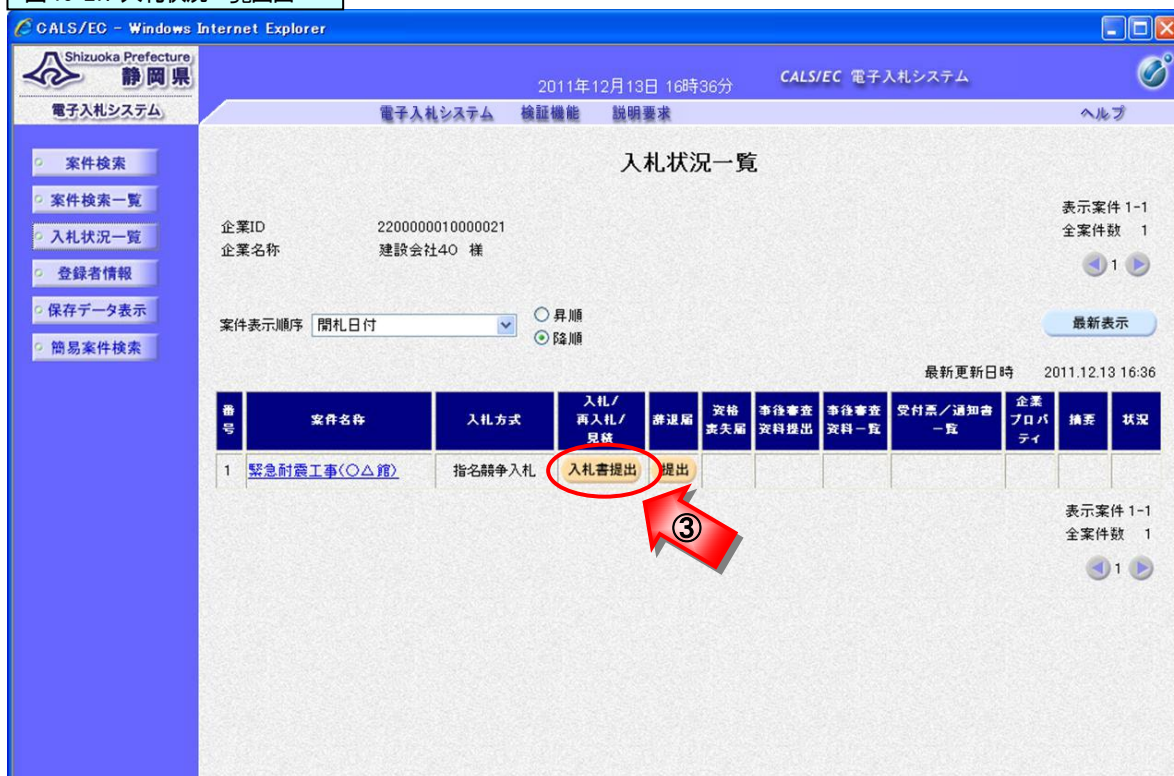 CALS/EC - Windows Internet Explorer
Shizuoka Prefecture
静岡県
電子入札システム
2011年12月13日 16時36分
CALS/EC 電子入札システム
電子入札システム 検証機能 説明要求 ヘルプ
案件検索
案件検索一覧
入札状況一覧
登録者情報
保存データ表示
簡易案件検索
入札状況一覧
企業ID 2200000010000021
企業名称 建設会社40 様
表示案件 1-1
全案件数 1
1
案件表示順序 開札日付
昇順
降順
最新表示
最新更新日時 2011.12.13 16:36
番号 案件名称 入札方式 入札/再入札/見積 辞退届 資格喪失届 事後審査資料提出 事後審査資料一覧 受付票/通知書一覧 企業プロパティ 摘要 状況
1 緊急耐震工事(○△館) 指名競争入札 入札書提出 提出
③
表示案件 1-1
全案件数 1
1